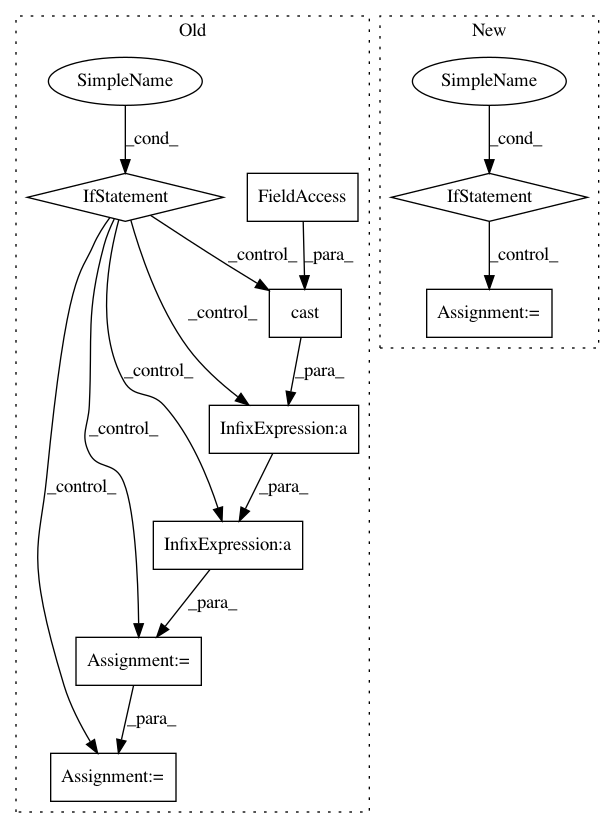 Old
New
SimpleName
SimpleName
_cond_
_cond_
IfStatement
FieldAccess
IfStatement
_control_
_para_
_control_
cast
Assignment:=
_control_
_para_
_control_
InfixExpression:a
_control_
_control_
_para_
InfixExpression:a
_para_
Assignment:=
_para_
Assignment:=